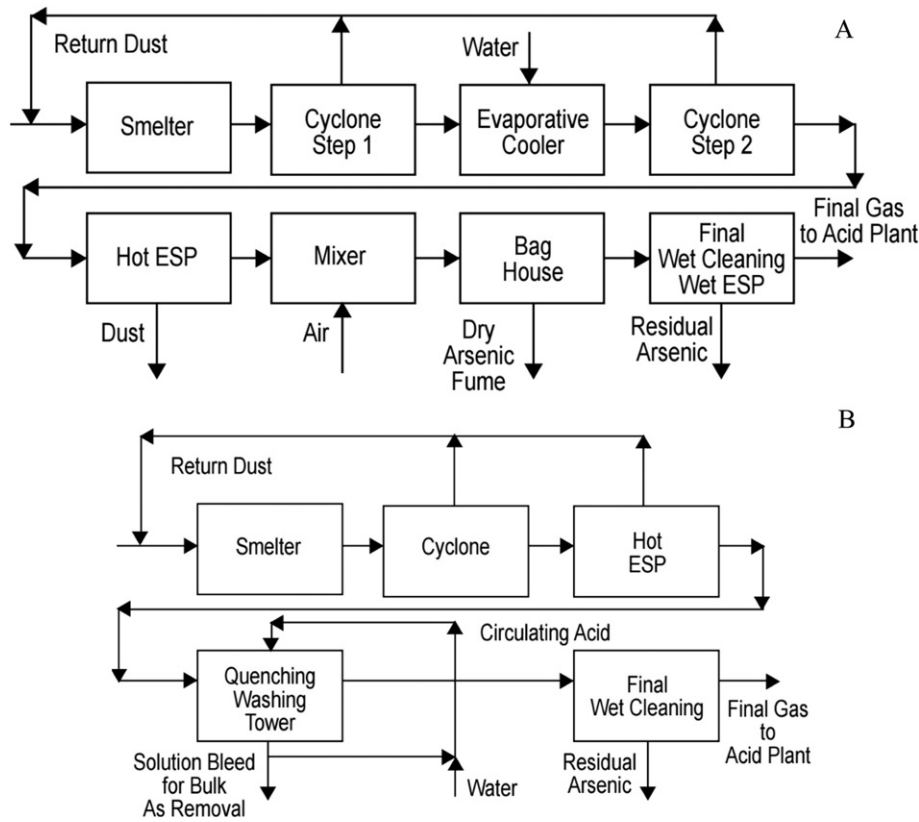 A
Return Dust
Water
Smelter
Cyclone
Step 1
Evaporative
Cooler
Cyclone
Step 2
Final Gas
to Acid Plant
Hot ESP
Mixer
Bag
House
Final
Wet Cleaning
Wet ESP
Dust
Air
Dry
Arsenic
Fume
Residual
Arsenic
B
Return Dust
Smelter
Cyclone
Hot
ESP
Circulating Acid
Quenching
Washing
Tower
Final
Wet Cleaning
Final Gas
to
Acid Plant
Solution Bleed
for Bulk
As Removal
Water
Residual
Arsenic